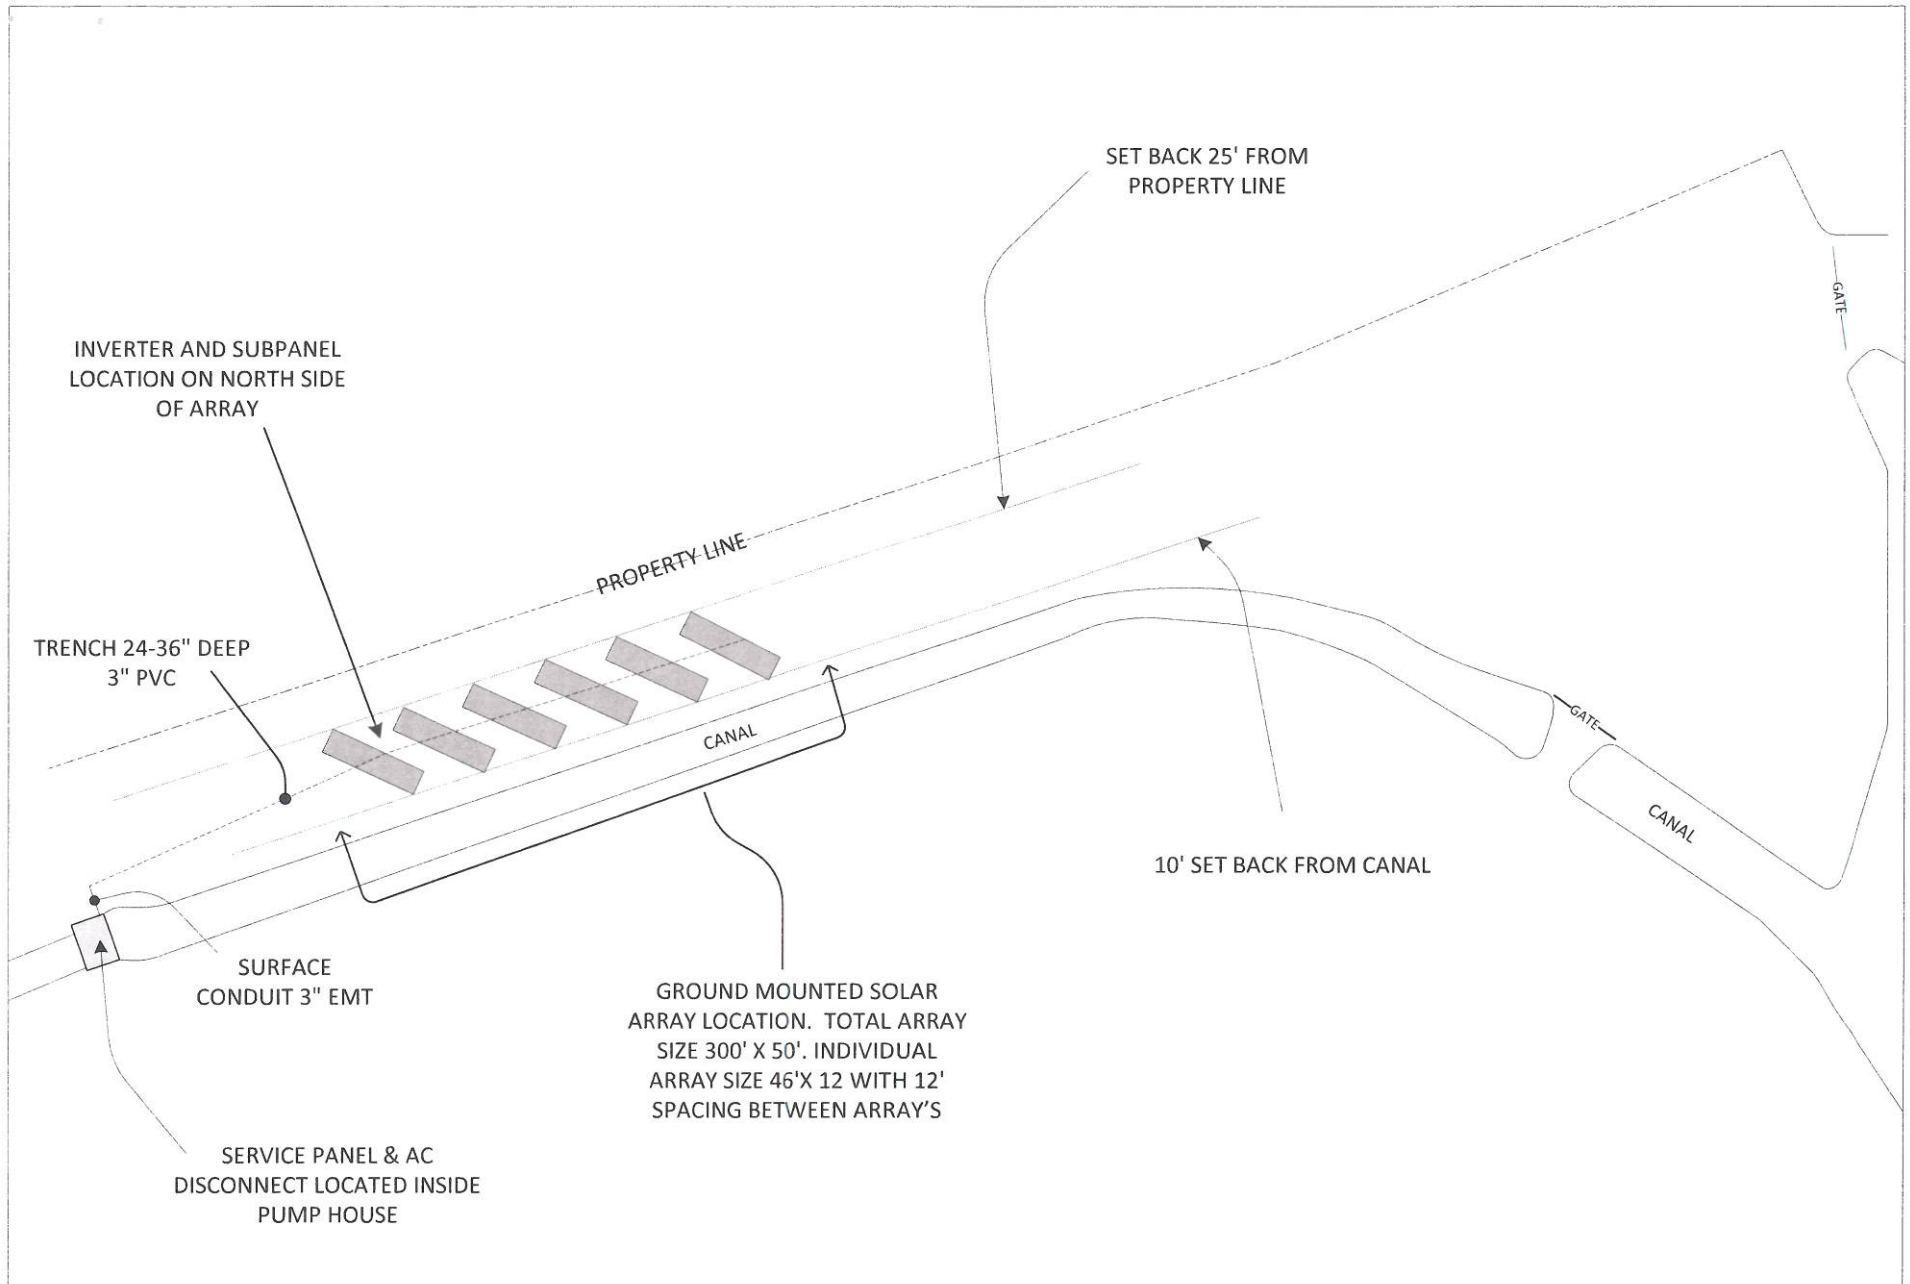 SET BACK 25' FROM
PROPERTY LINE
GATE
INVERTER AND SUBPANEL
LOCATION ON NORTH SIDE
OF ARRAY
PROPERTY LINE
TRENCH 24-36" DEEP
3" PVC
CANAL
GATE
CANAL
10' SET BACK FROM CANAL
SURFACE
CONDUIT 3" EMT
GROUND MOUNTED SOLAR
ARRAY LOCATION. TOTAL ARRAY
SIZE 300' X 50'. INDIVIDUAL
ARRAY SIZE 46'X 12 WITH 12'
SPACING BETWEEN ARRAY'S
SERVICE PANEL & AC
DISCONNECT LOCATED INSIDE
PUMP HOUSE